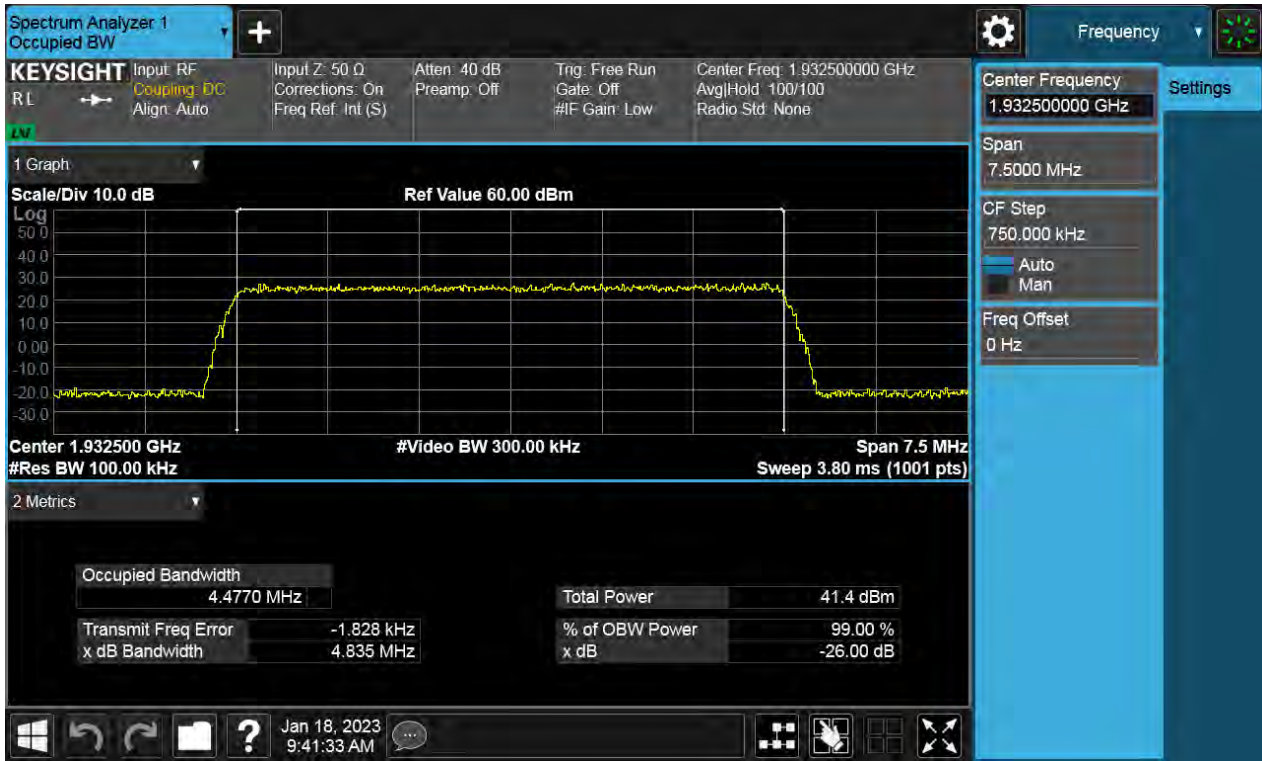 Spectrum Analyzer 1
Occupied BW
+
Frequency
KEYSIGHT
RL
Input: RF
Coupling: DC
Align: Auto
Input Z: 50 Ω
Corrections: On
Freq Ref: Int (S)
Atten: 40 dB
Preamp: Off
Trig: Free Run
Gate: Off
#IF Gain: Low
Center Freq: 1.932500000 GHz
Avg|Hold: 100/100
Radio Std: None
1 Graph
Scale/Div 10.0 dB
Ref Value 60.00 dBm
Log
50.0
40.0
30.0
20.0
10.0
0.00
-10.0
-20.0
-30.0
Center 1.932500 GHz
#Video BW 300.00 kHz
Span 7.5 MHz
#Res BW 100.00 kHz
Sweep 3.80 ms (1001 pts)
2 Metrics
Occupied Bandwidth
4.4770 MHz
Transmit Freq Error -1.828 kHz
x dB Bandwidth 4.835 MHz
Total Power 41.4 dBm
% of OBW Power 99.00 %
x dB -26.00 dB
Center Frequency
1.932500000 GHz
Settings
Span
7.5000 MHz
CF Step
750.000 kHz
Auto
Man
Freq Offset
0 Hz
?
Jan 18, 2023
9:41:33 AM